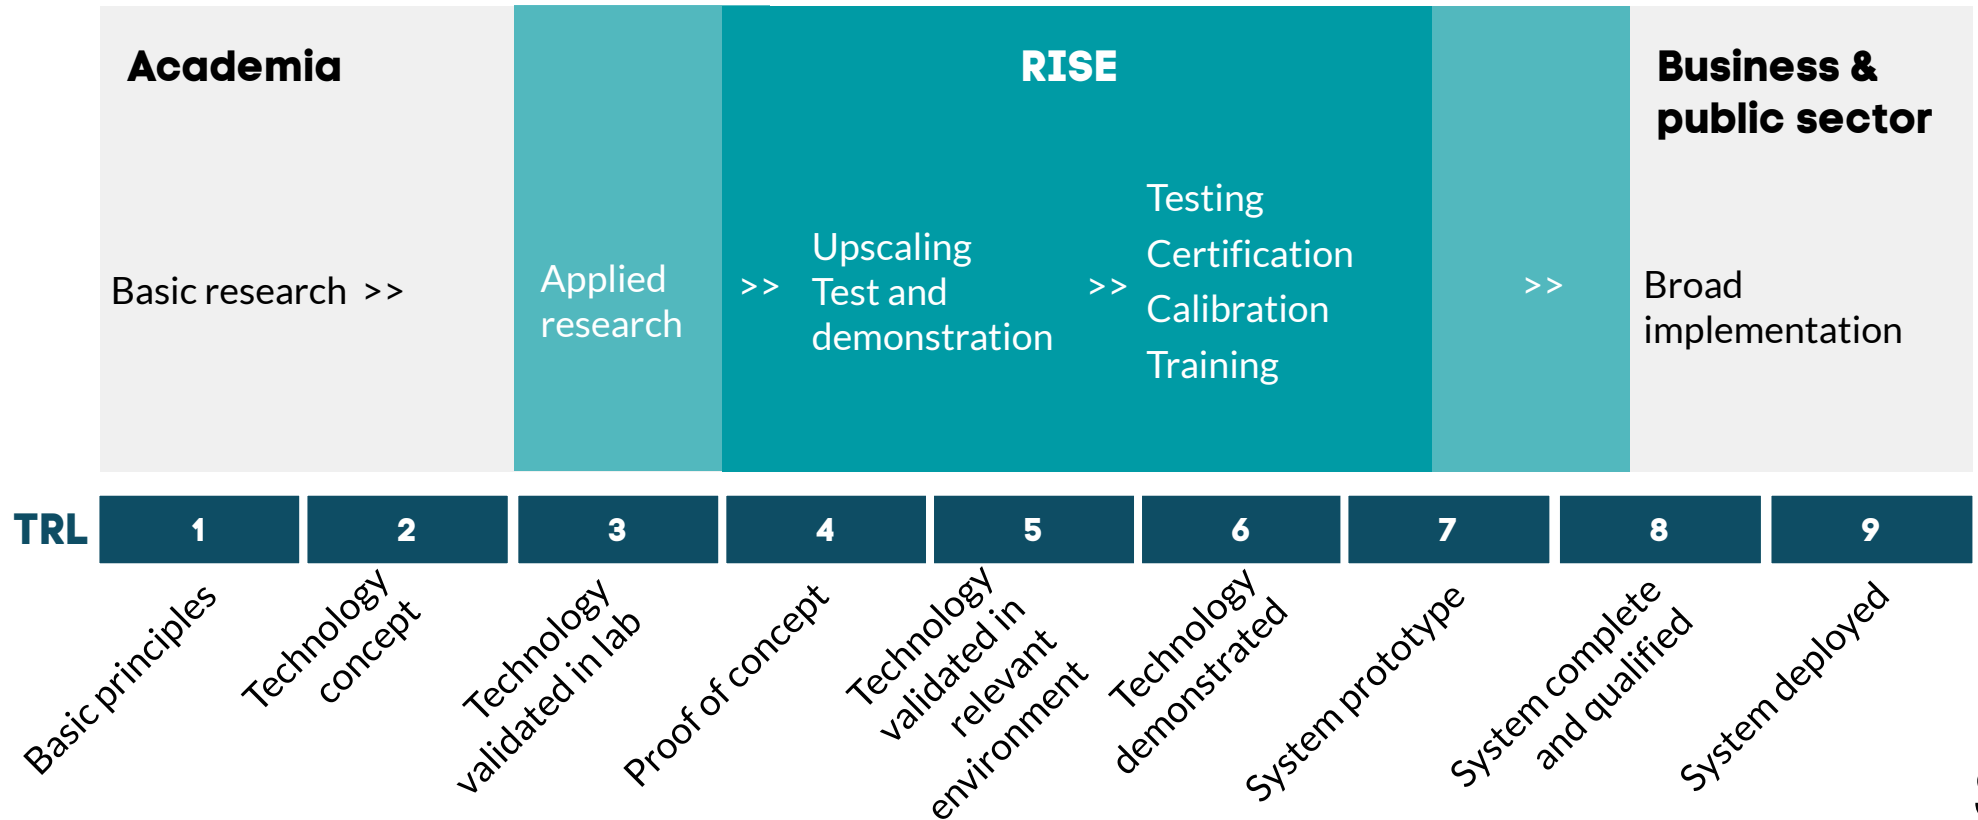 Academia
RISE
Business &
public sector
Basic research >>
Applied
research
>>
Upscaling
Test and
demonstration
>>
Testing
Certification
Calibration
Training
>>
Broad
implementation
TRL
1
2
3
4
5
6
7
8
9
Basic principles
Technology
concept
Technology
validated in lab
Proof of concept
Technology
validated in
relevant
environment
Technology
demonstrated
System prototype
System complete
and qualified
System deployed